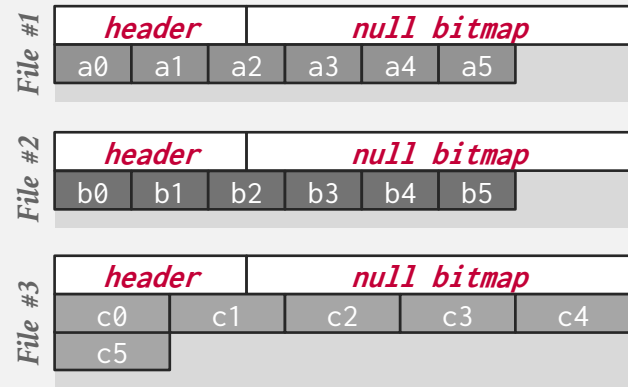 File #1
header null bitmap
a0 a1 a2 a3 a4 a5
File #2
header null bitmap
b0 b1 b2 b3 b4 b5
File #3
header null bitmap
c0 c1 c2 c3 c4
c5